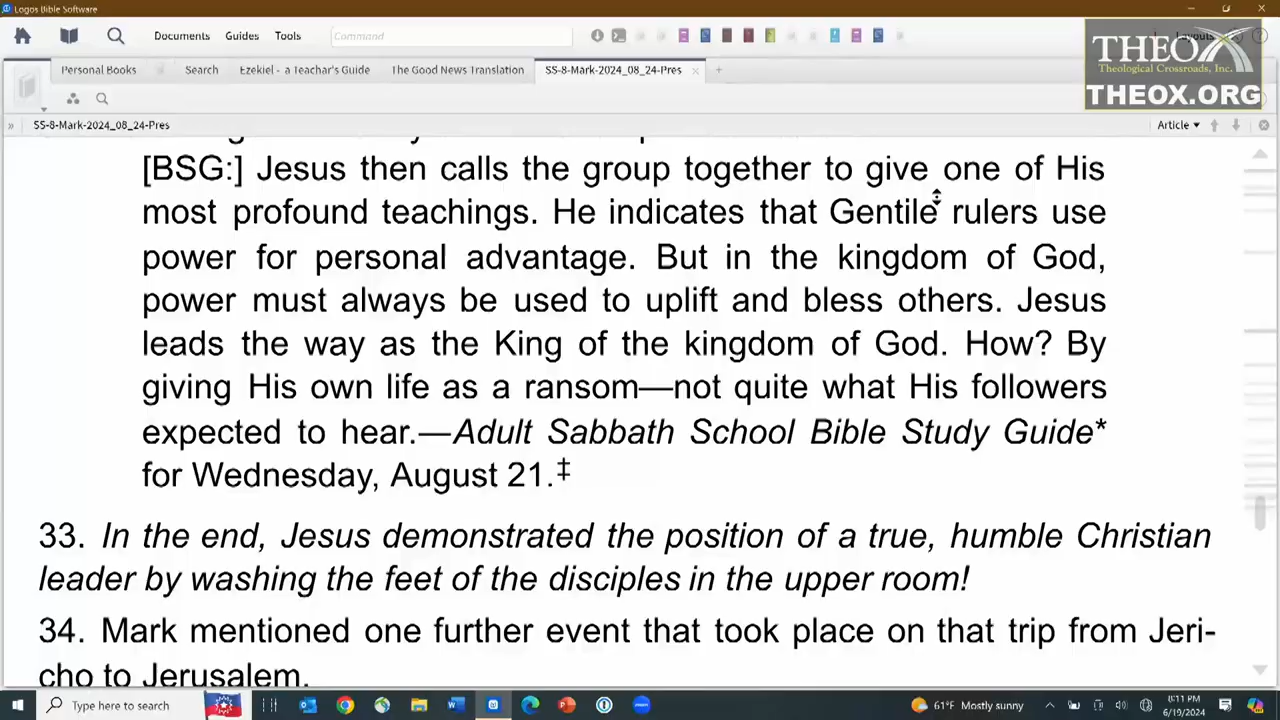 Logos Bible Software
Documents Guides Tools Command Layouts
THEOX
Theological Crossroads, Inc.
THEOX.ORG
Personal Books Search Ezekiel - a Teacher's Guide The Good News Translation SS-8-Mark-2024_08_24-Pres
SS-8-Mark-2024_08_24-Pres Article
[BSG:] Jesus then calls the group together to give one of His
most profound teachings. He indicates that Gentile rulers use
power for personal advantage. But in the kingdom of God,
power must always be used to uplift and bless others. Jesus
leads the way as the King of the kingdom of God. How? By
giving His own life as a ransom—not quite what His followers
expected to hear.—Adult Sabbath School Bible Study Guide*
for Wednesday, August 21.‡
33. In the end, Jesus demonstrated the position of a true, humble Christian
leader by washing the feet of the disciples in the upper room!
34. Mark mentioned one further event that took place on that trip from Jeri-
cho to Jerusalem.
Type here to search 61°F Mostly sunny 8:11 PM
6/19/2024